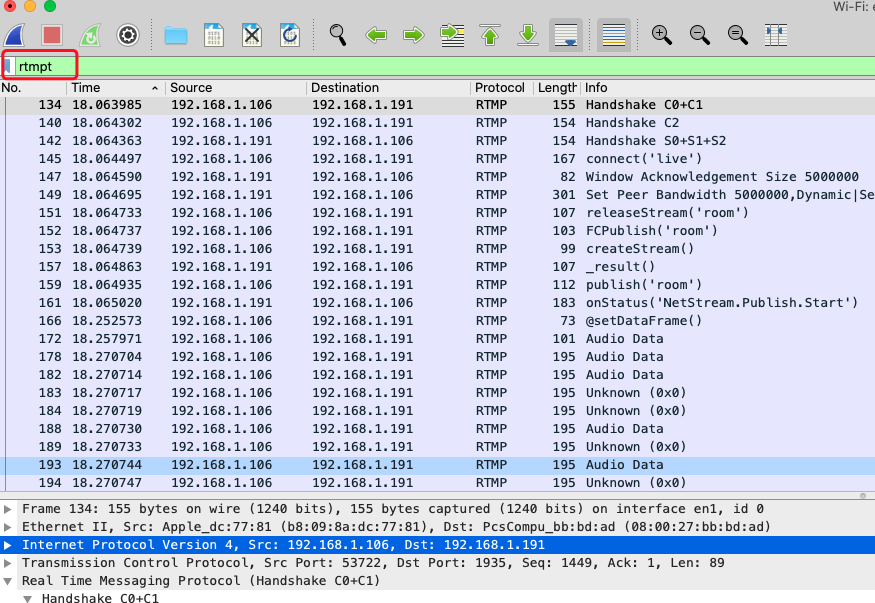 Wi-Fi: e
rtmpt
No. Time Source Destination Protocol Length Info
134 18.063985 192.168.1.106 192.168.1.191 RTMP 155 Handshake C0+C1
140 18.064302 192.168.1.106 192.168.1.191 RTMP 154 Handshake C2
142 18.064363 192.168.1.191 192.168.1.106 RTMP 154 Handshake S0+S1+S2
145 18.064497 192.168.1.106 192.168.1.191 RTMP 167 connect('live')
147 18.064590 192.168.1.191 192.168.1.106 RTMP 82 Window Acknowledgement Size 5000000
149 18.064695 192.168.1.191 192.168.1.106 RTMP 301 Set Peer Bandwidth 5000000,Dynamic|Se
151 18.064733 192.168.1.106 192.168.1.191 RTMP 107 releaseStream('room')
152 18.064737 192.168.1.106 192.168.1.191 RTMP 103 FCPublish('room')
153 18.064739 192.168.1.106 192.168.1.191 RTMP 99 createStream()
157 18.064863 192.168.1.191 192.168.1.106 RTMP 107 _result()
159 18.064935 192.168.1.106 192.168.1.191 RTMP 112 publish('room')
161 18.065020 192.168.1.191 192.168.1.106 RTMP 183 onStatus('NetStream.Publish.Start')
166 18.252573 192.168.1.106 192.168.1.191 RTMP 73 @setDataFrame()
172 18.257971 192.168.1.106 192.168.1.191 RTMP 101 Audio Data
178 18.270704 192.168.1.106 192.168.1.191 RTMP 195 Audio Data
182 18.270714 192.168.1.106 192.168.1.191 RTMP 195 Audio Data
183 18.270717 192.168.1.106 192.168.1.191 RTMP 195 Unknown (0x0)
184 18.270719 192.168.1.106 192.168.1.191 RTMP 195 Unknown (0x0)
188 18.270730 192.168.1.106 192.168.1.191 RTMP 195 Audio Data
189 18.270733 192.168.1.106 192.168.1.191 RTMP 195 Unknown (0x0)
193 18.270744 192.168.1.106 192.168.1.191 RTMP 195 Audio Data
194 18.270747 192.168.1.106 192.168.1.191 RTMP 195 Unknown (0x0)
Frame 134: 155 bytes on wire (1240 bits), 155 bytes captured (1240 bits) on interface en1, id 0
Ethernet II, Src: Apple_dc:77:81 (b8:09:8a:dc:77:81), Dst: PcsCompu_bb:bd:ad (08:00:27:bb:bd:ad)
Internet Protocol Version 4, Src: 192.168.1.106, Dst: 192.168.1.191
Transmission Control Protocol, Src Port: 53722, Dst Port: 1935, Seq: 1449, Ack: 1, Len: 89
Real Time Messaging Protocol (Handshake C0+C1)
Handshake C0+C1